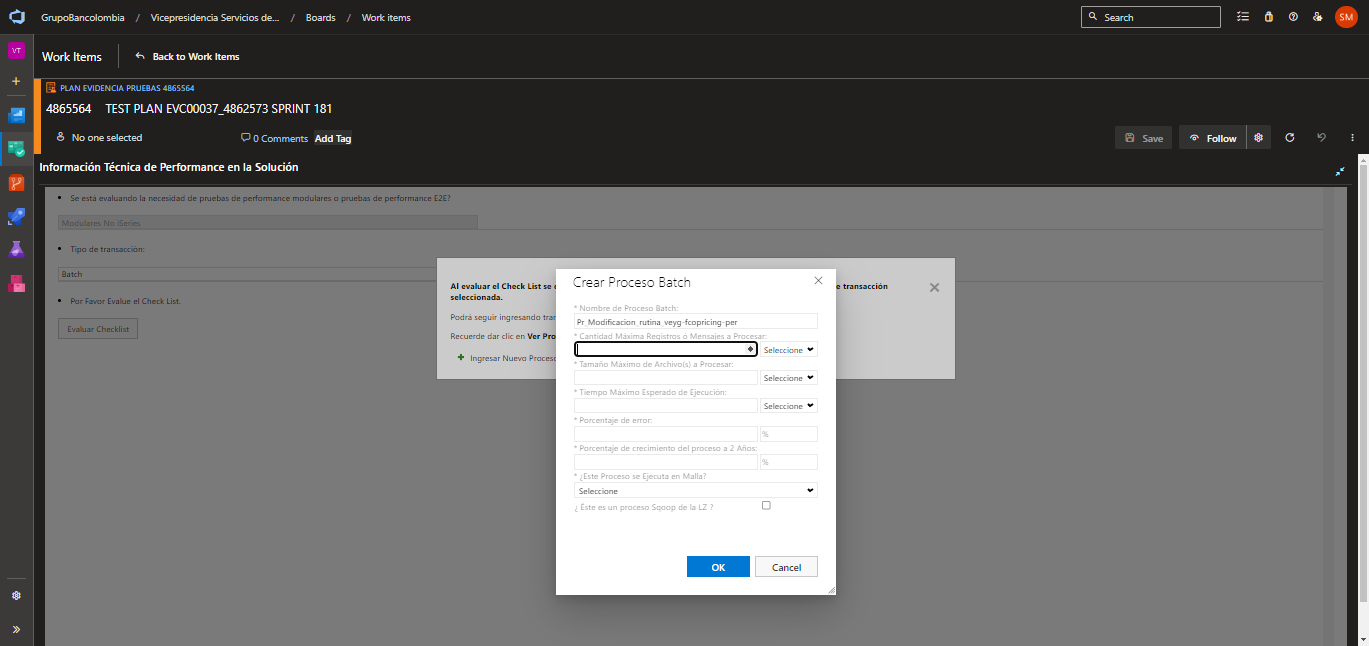 GrupoBancolombia / Vicepresidencia Servicios de... / Boards / Work items
Search
SM
VT
Work Items
Back to Work Items
PLAN EVIDENCIA PRUEBAS 4865564
4865564 TEST PLAN EVC00037_4862573 SPRINT 181
No one selected
0 Comments
Add Tag
Save
Follow
Información Técnica de Performance en la Solución
Se está evaluando la necesidad de pruebas de performance modulares o pruebas de performance E2E?
Modulares No iSeries
Tipo de transacción:
Batch
Por Favor Evalue el Check List.
Evaluar Checklist
Al evaluar el Check List se
e transacción
seleccionada.
Podrá seguir ingresando
Recuerde dar clic en Ver
Ingresar Nuevo Proceso
Crear Proceso Batch
* Nombre de Proceso Batch:
Pr_Modificacion_rutina_veyg-fcopricing-per
* Cantidad Máxima Registros ó Mensajes a Procesar:
Seleccione
* Tamaño Máximo de Archivo(s) a Procesar:
Seleccione
* Tiempo Máximo Esperado de Ejecución:
Seleccione
* Porcentaje de error:
%
* Porcentaje de crecimiento del proceso a 2 Años:
%
* ¿Este Proceso se Ejecuta en Malla?
Seleccione
¿ Éste es un proceso Sqoop de la LZ ?
OK
Cancel